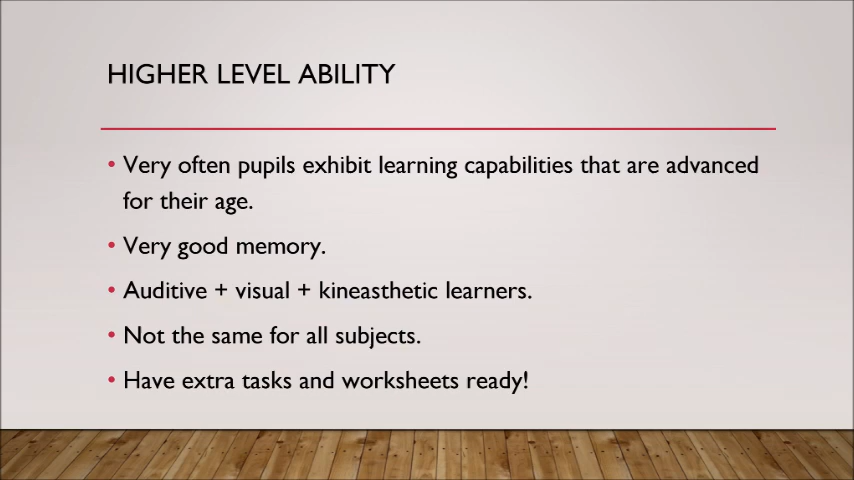 HIGHER LEVEL ABILITY
• Very often pupils exhibit learning capabilities that are advanced
for their age.
• Very good memory.
• Auditive + visual + kineasthetic learners.
• Not the same for all subjects.
• Have extra tasks and worksheets ready!